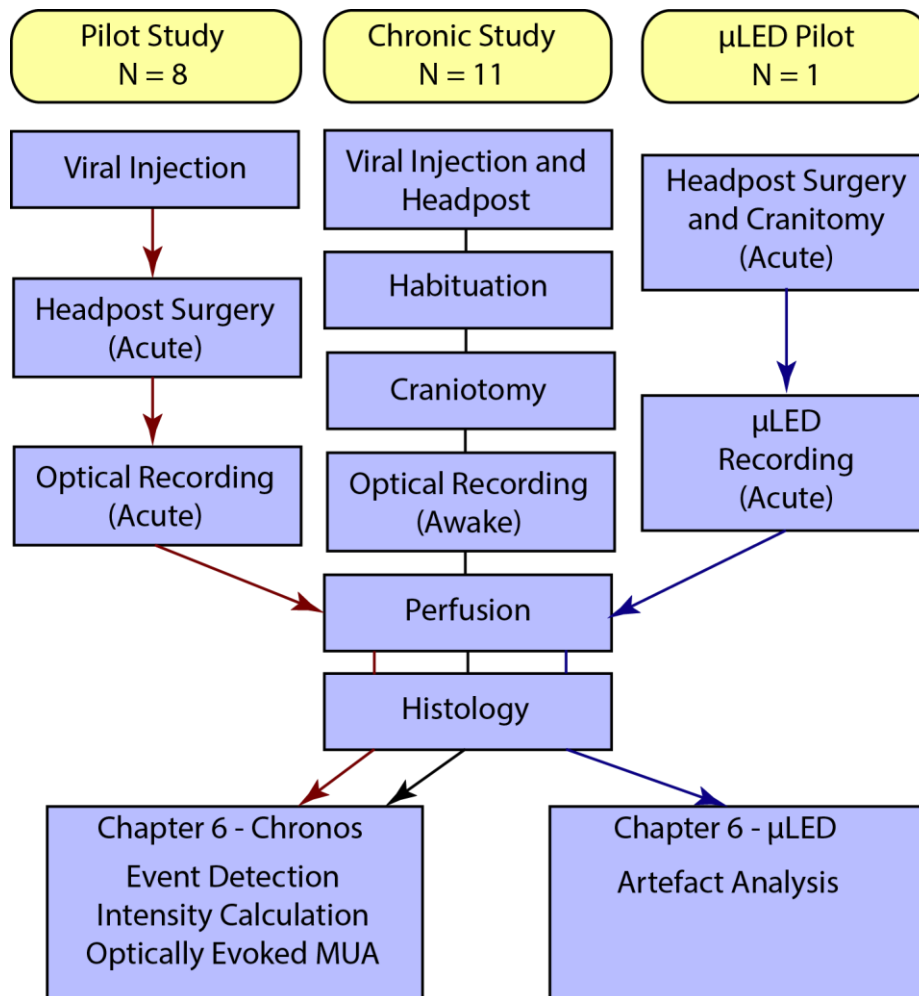 Pilot Study
N = 8
Chronic Study
N = 11
µLED Pilot
N = 1
Viral Injection
Headpost Surgery
(Acute)
Optical Recording
(Acute)
Viral Injection and
Headpost
Habituation
Craniotomy
Optical Recording
(Awake)
Headpost Surgery
and Cranitomy
(Acute)
µLED
Recording
(Acute)
Perfusion
Histology
Chapter 6 - Chronos
Event Detection
Intensity Calculation
Optically Evoked MUA
Chapter 6 - µLED
Artefact Analysis